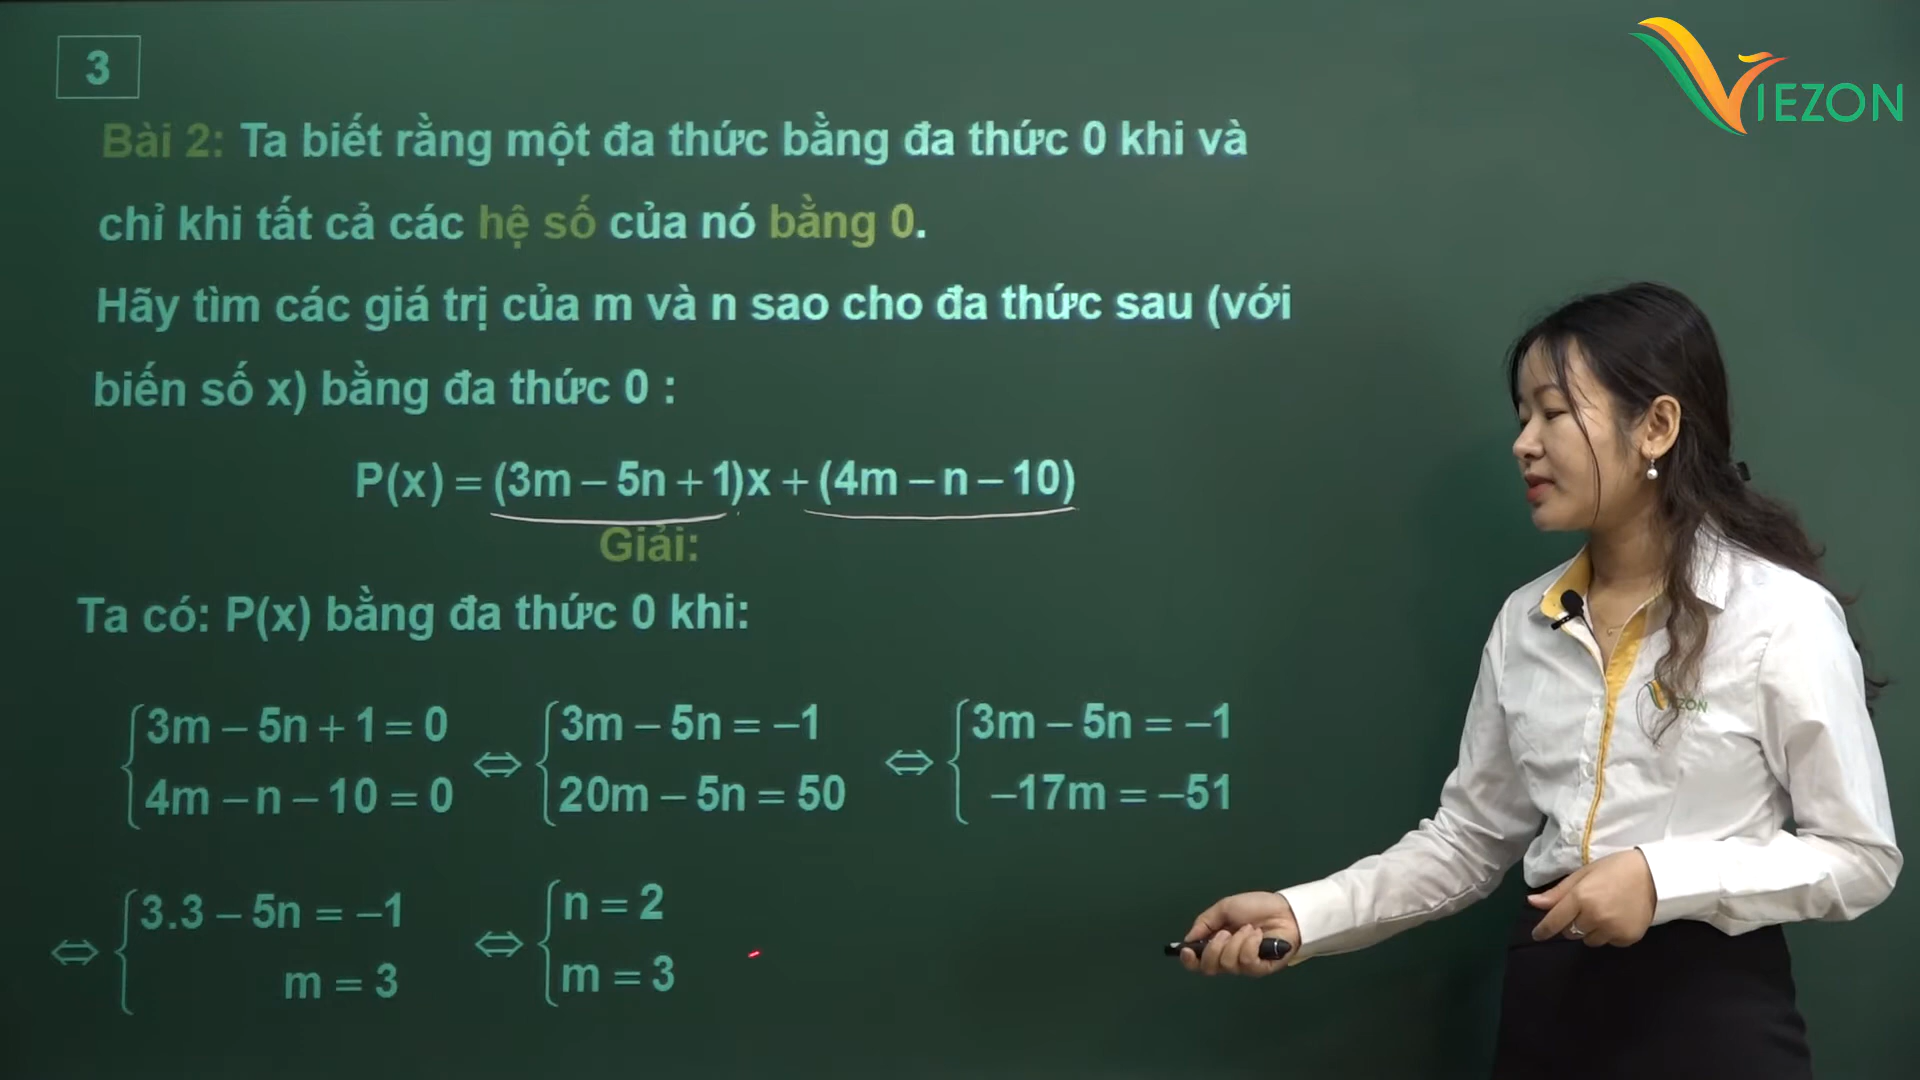 VIEZON
3
Bài 2: Ta biết rằng một đa thức bằng đa thức 0 khi và
chỉ khi tất cả các hệ số của nó bằng 0.
Hãy tìm các giá trị của m và n sao cho đa thức sau (với
biến số x) bằng đa thức 0 :
P(x) = (3m – 5n + 1)x + (4m – n – 10)
Giải:
Ta có: P(x) bằng đa thức 0 khi:
{3m – 5n + 1 = 0 ⇔ {3m – 5n = –1 ⇔ {3m – 5n = –1
4m – n – 10 = 0 20m – 5n = 50 –17m = –51
⇔ {3.3 – 5n = –1 ⇔ {n = 2
m = 3 m = 3
VIEZON